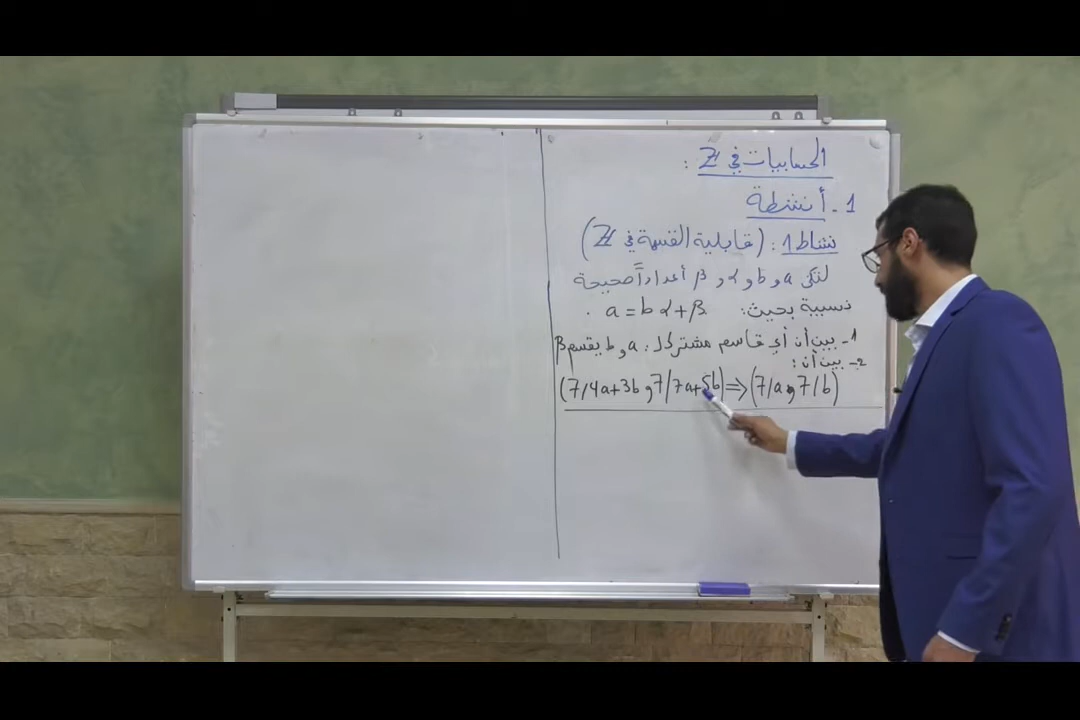 الحسابيات في Z :
1 - أنشطة
نشاط 1 : (قابلية القسمة في Z)
لتكن a و b و α و β أعداداً صحيحة
نسبية بحيث: a = b α + β .
1 - بين أن أي قاسم مشترك لـ : a و b يقسم β
2 - بين أن :
(7/4a+3b و 7/7a+5b) ⇒ (7/a و 7/b)